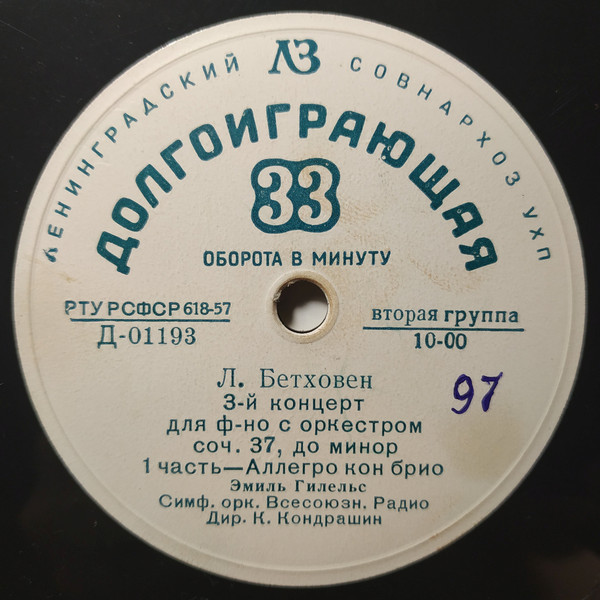 ЛЕНИНГРАДСКИЙ ЛЗ СОВНАРХОЗ УХП
ДОЛГОИГРАЮЩАЯ
33
ОБОРОТА В МИНУТУ
РТУ РСФСР 618-57
Д-01193
вторая группа
10-00
Л. Бетховен
97
3-й концерт
для ф-но с оркестром
соч. 37, до минор
1 часть—Аллегро кон брио
Эмиль Гилельс
Симф. орк. Всесоюзн. Радио
Дир. К. Кондрашин